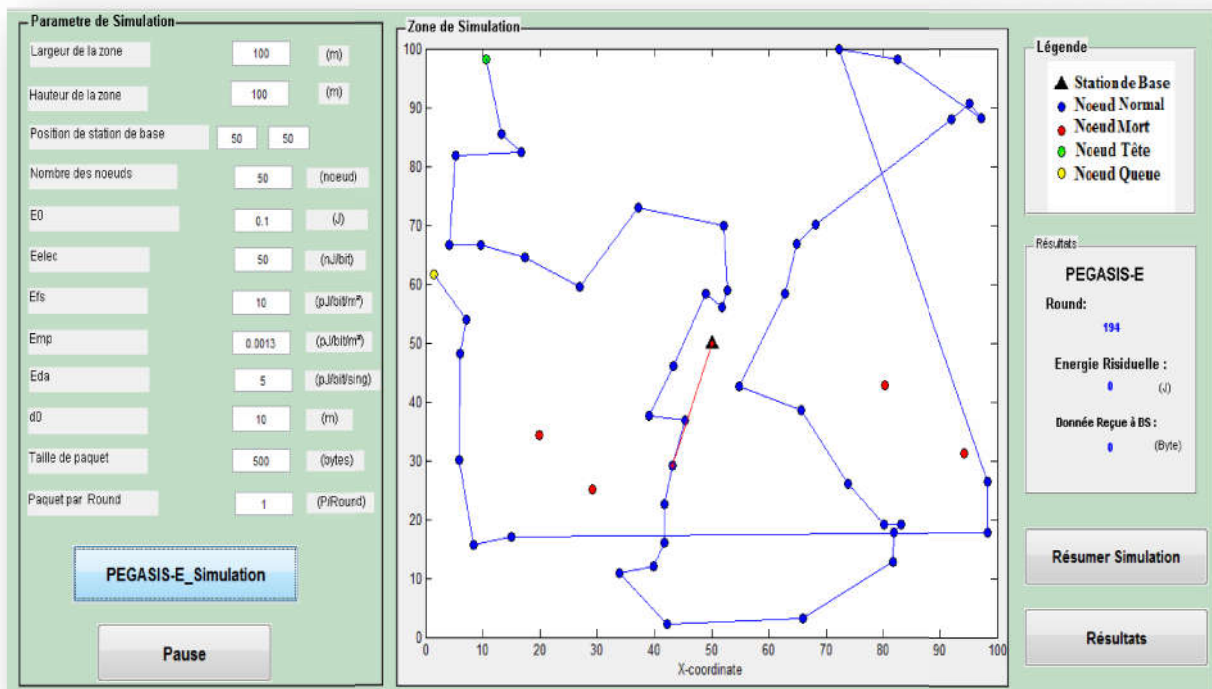 Parametre de Simulation
Largeur de la zone 100 (m)
Hauteur de la zone 100 (m)
Position de station de base 50 50
Nombre des noeuds 50 (noeud)
E0 0.1 (J)
Eelec 50 (nJ/bit)
Efs 10 (pJ/bit/m²)
Emp 0.0013 (pJ/bit/m²)
Eda 5 (pJ/bit/sing)
d0 10 (m)
Taille de paquet 500 (bytes)
Paquet par Round 1 (P/Round)
PEGASIS-E_Simulation
Pause
Zone de Simulation
100
90
80
70
60
50
40
30
20
10
0
0 10 20 30 40 50 60 70 80 90 100
X-coordinate
Légende
Station de Base
Noeud Normal
Noeud Mort
Noeud Tête
Noeud Queue
Résultats
PEGASIS-E
Round:
194
Energie Risiduelle :
0 (J)
Donnée Reçue à BS :
0 (Byte)
Résumer Simulation
Résultats